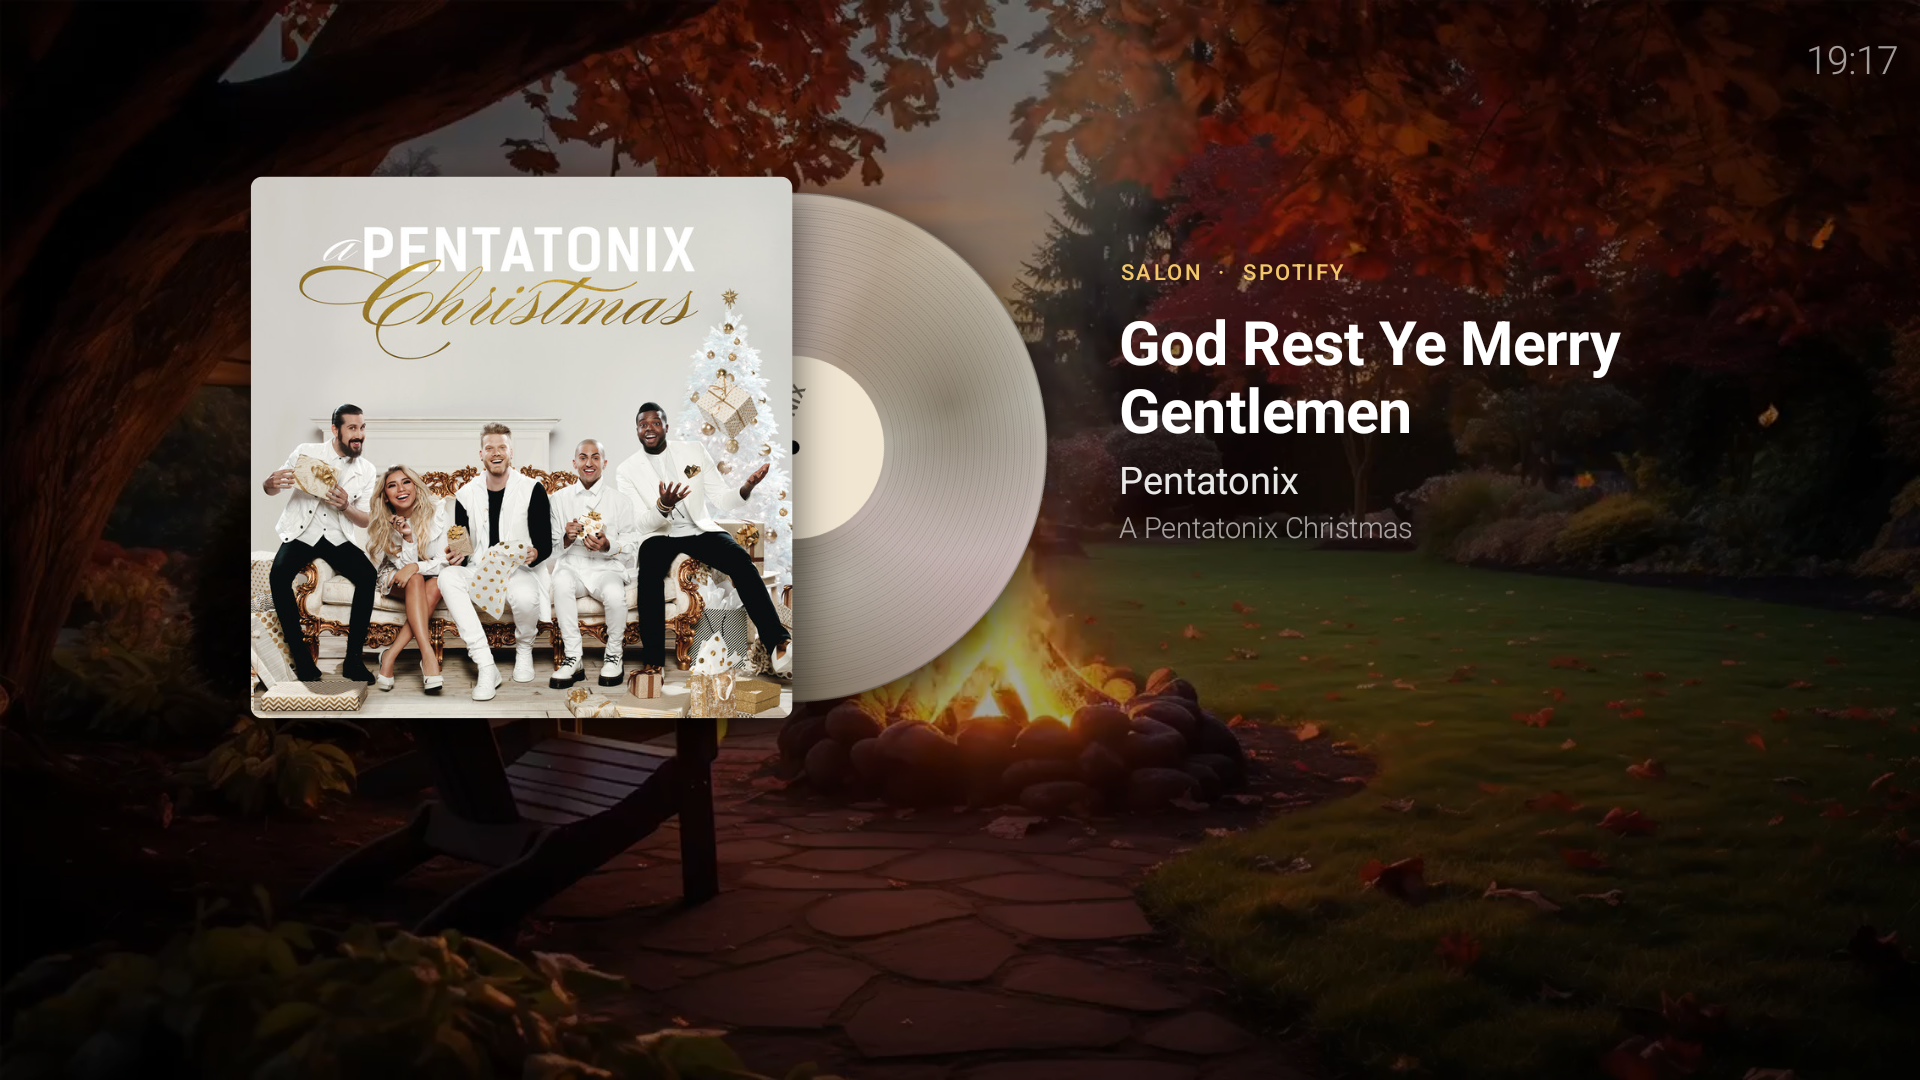 19:17
a PENTATONIX
Christmas
SALON · SPOTIFY
God Rest Ye Merry
Gentlemen
Pentatonix
A Pentatonix Christmas